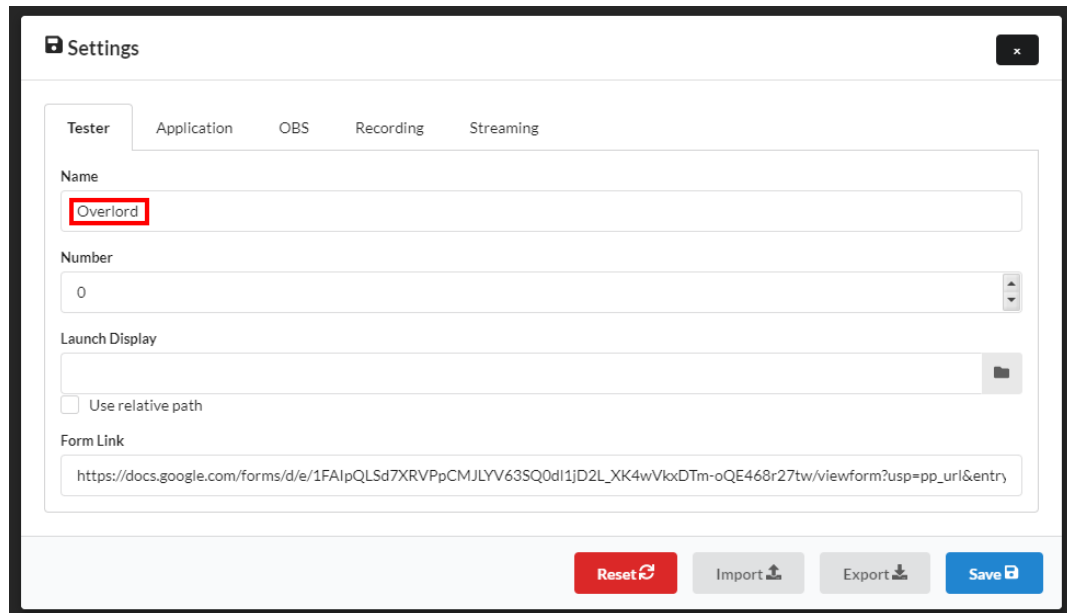 Settings
×
Tester Application OBS Recording Streaming
Name
Overlord
Number
0
Launch Display
Use relative path
Form Link
https://docs.google.com/forms/d/e/1FAIpQLSd7XRVPpCMJLYV63SQ0dI1jD2L_XK4wVkxDTm-oQE468r27tw/viewform?usp=pp_url&entry
Reset Import Export Save